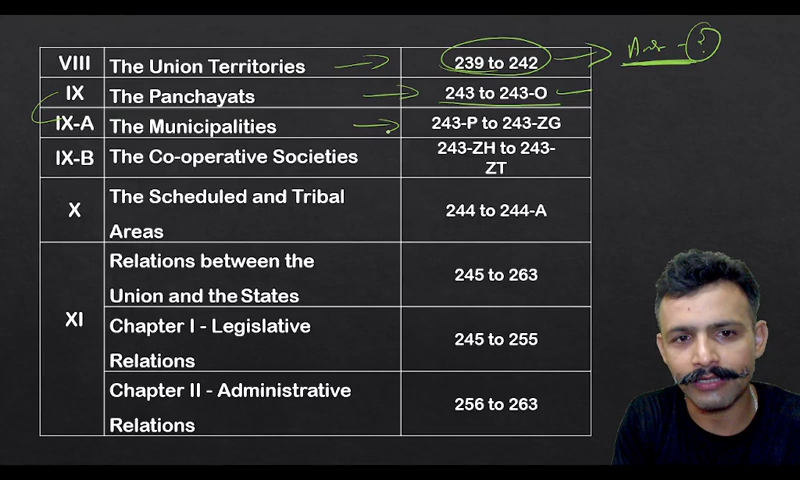 VIII The Union Territories 239 to 242 Ans - ?
IX The Panchayats 243 to 243-O
IX-A The Municipalities 243-P to 243-ZG
IX-B The Co-operative Societies 243-ZH to 243-
ZT
X The Scheduled and Tribal
Areas 244 to 244-A
XI Relations between the
Union and the States 245 to 263
Chapter I - Legislative
Relations 245 to 255
Chapter II - Administrative
Relations 256 to 263